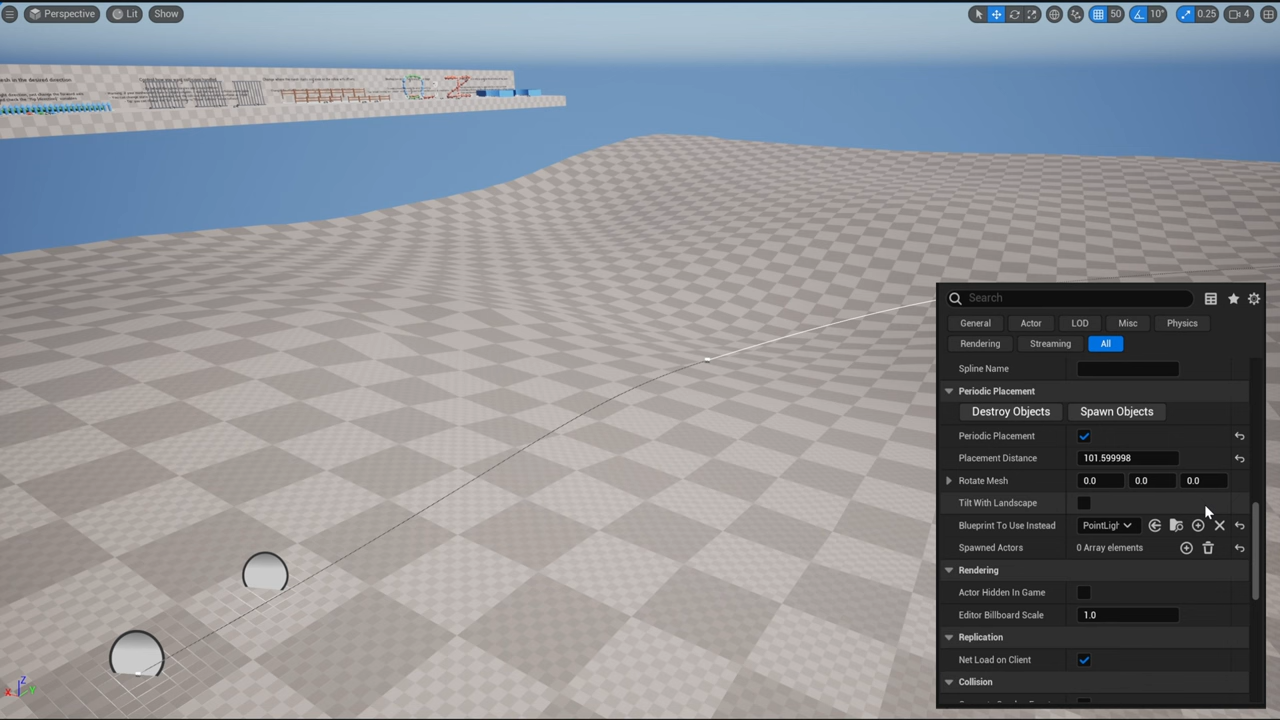 Perspective Lit Show 50 10° 0.25 4
Search
General Actor LOD Misc Physics
Rendering Streaming All
Spline Name
Periodic Placement
Destroy Objects Spawn Objects
Periodic Placement
Placement Distance 101.599998
Rotate Mesh 0.0 0.0 0.0
Tilt With Landscape
Blueprint To Use Instead PointLigh
Spawned Actors 0 Array elements
Rendering
Actor Hidden In Game
Editor Billboard Scale 1.0
Replication
Net Load on Client
Collision
Z
X Y